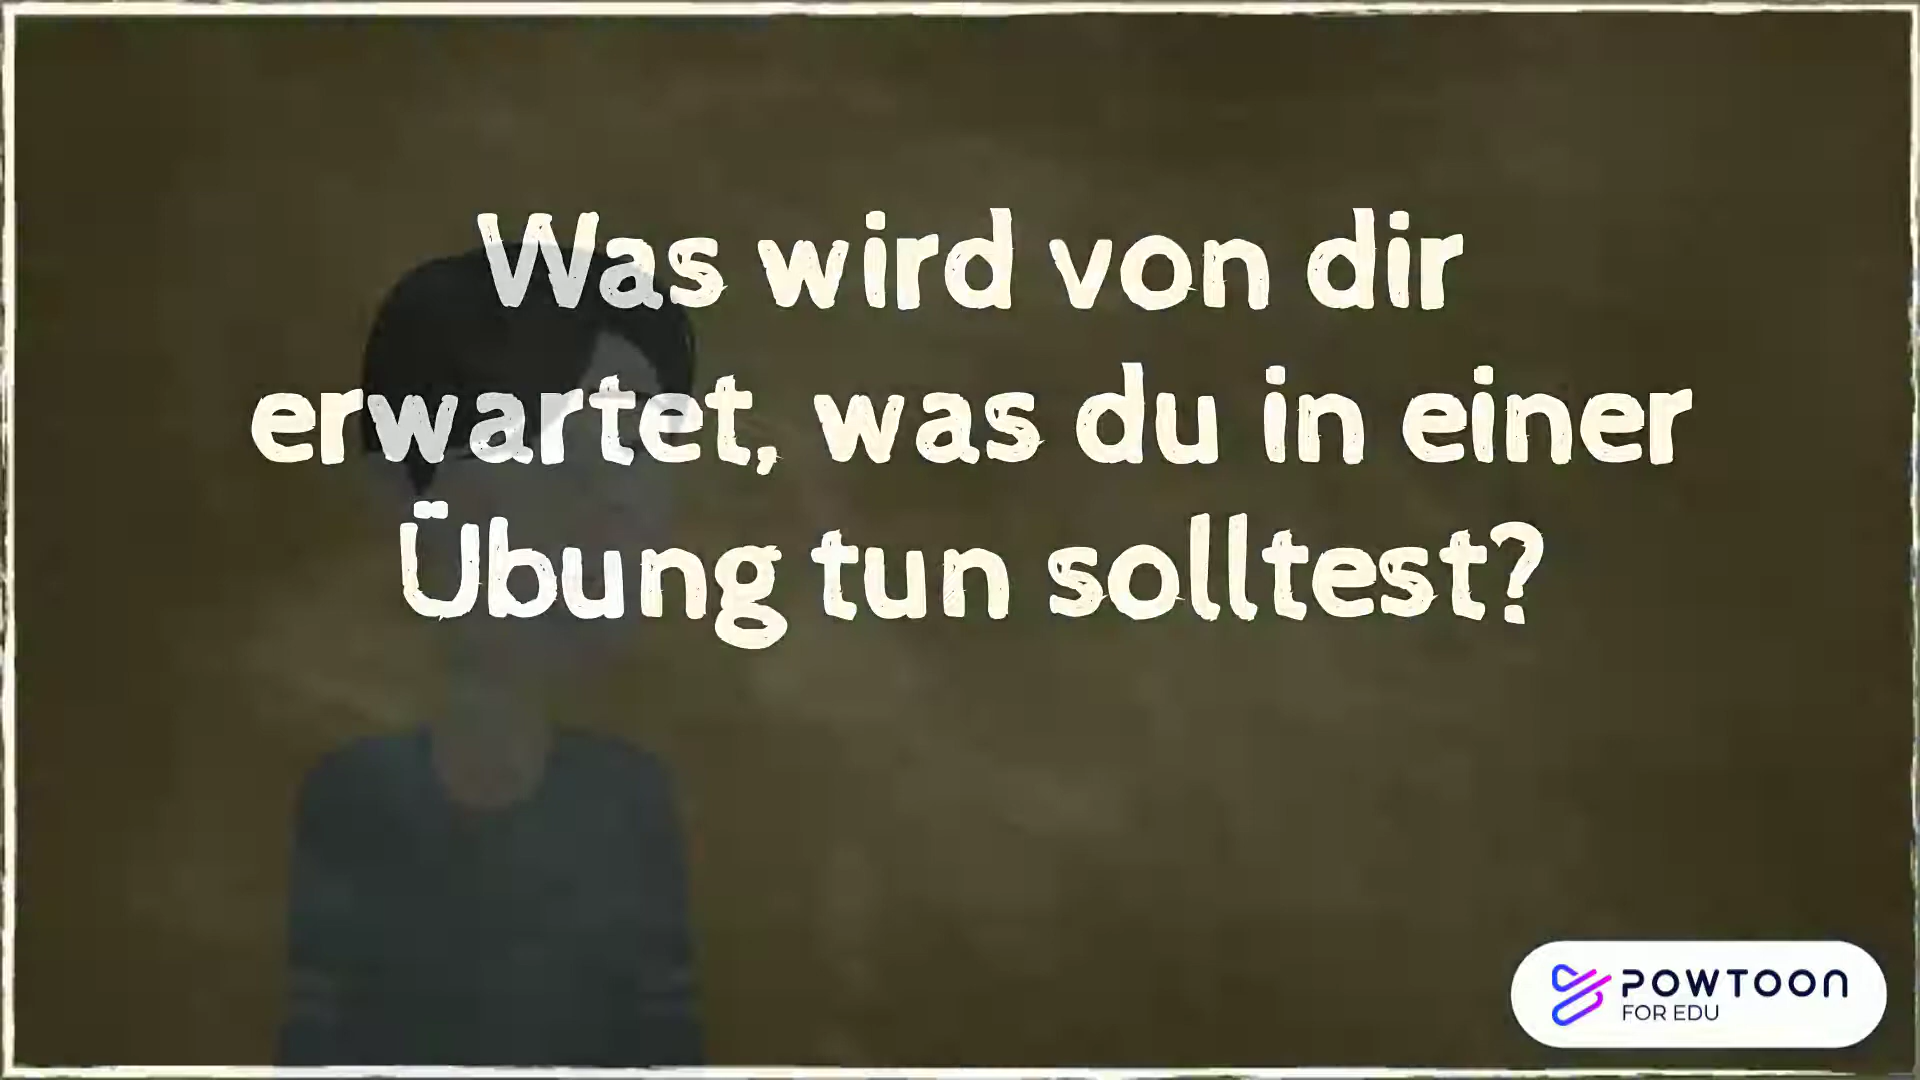 Was wird von dir
erwartet, was du in einer
Übung tun solltest?
POWTOON
FOR EDU